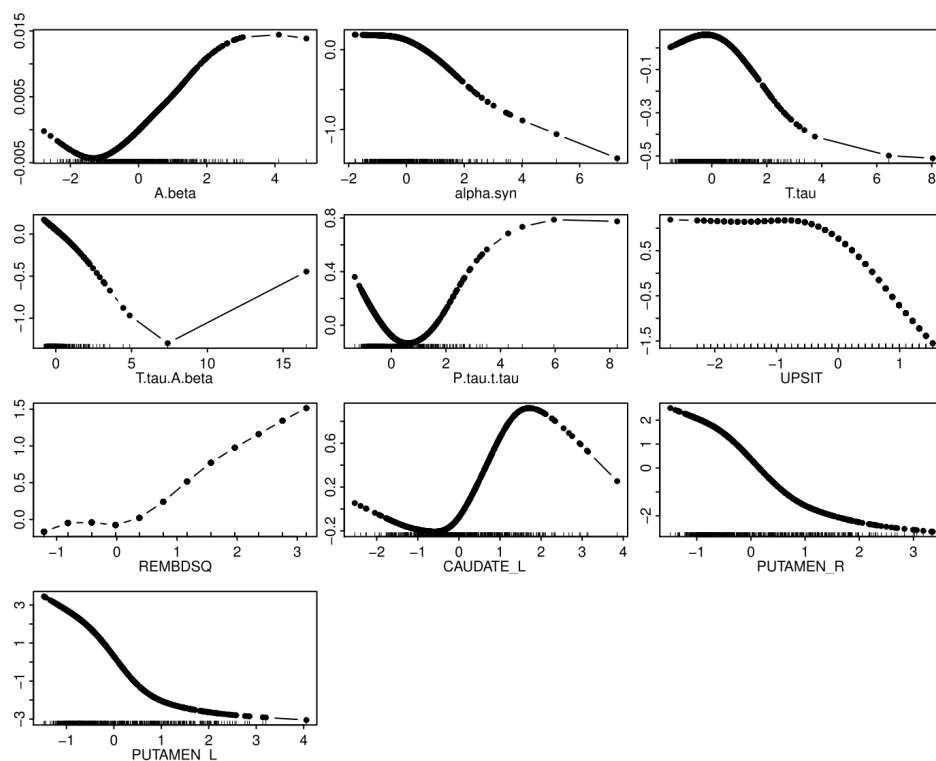 0.015
0.005
-0.005
-2 0 2 4
A.beta
0.0
-1.0
-2 0 2 4 6
alpha.syn
-0.1
-0.3
-0.5
0 2 4 6 8
T.tau
0.0
-0.5
-1.0
0 5 10 15
T.tau.A.beta
0.8
0.4
0.0
0 2 4 6 8
P.tau.t.tau
0.5
-0.5
-1.5
-2 -1 0 1
UPSIT
1.5
1.0
0.5
0.0
-1 0 1 2 3
REMBDSQ
0.6
0.2
-0.2
-2 -1 0 1 2 3 4
CAUDATE_L
2
0
-2
-1 0 1 2 3
PUTAMEN_R
3
1
-1
-3
-1 0 1 2 3 4
PUTAMEN_L